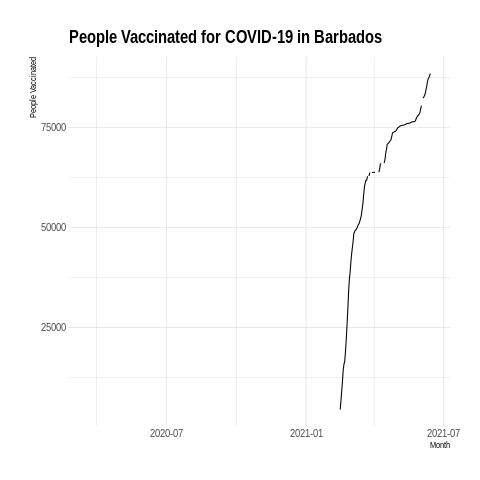 People Vaccinated for COVID-19 in Barbados
People Vaccinated
75000
50000
25000
2020-07
2021-01
2021-07
Month